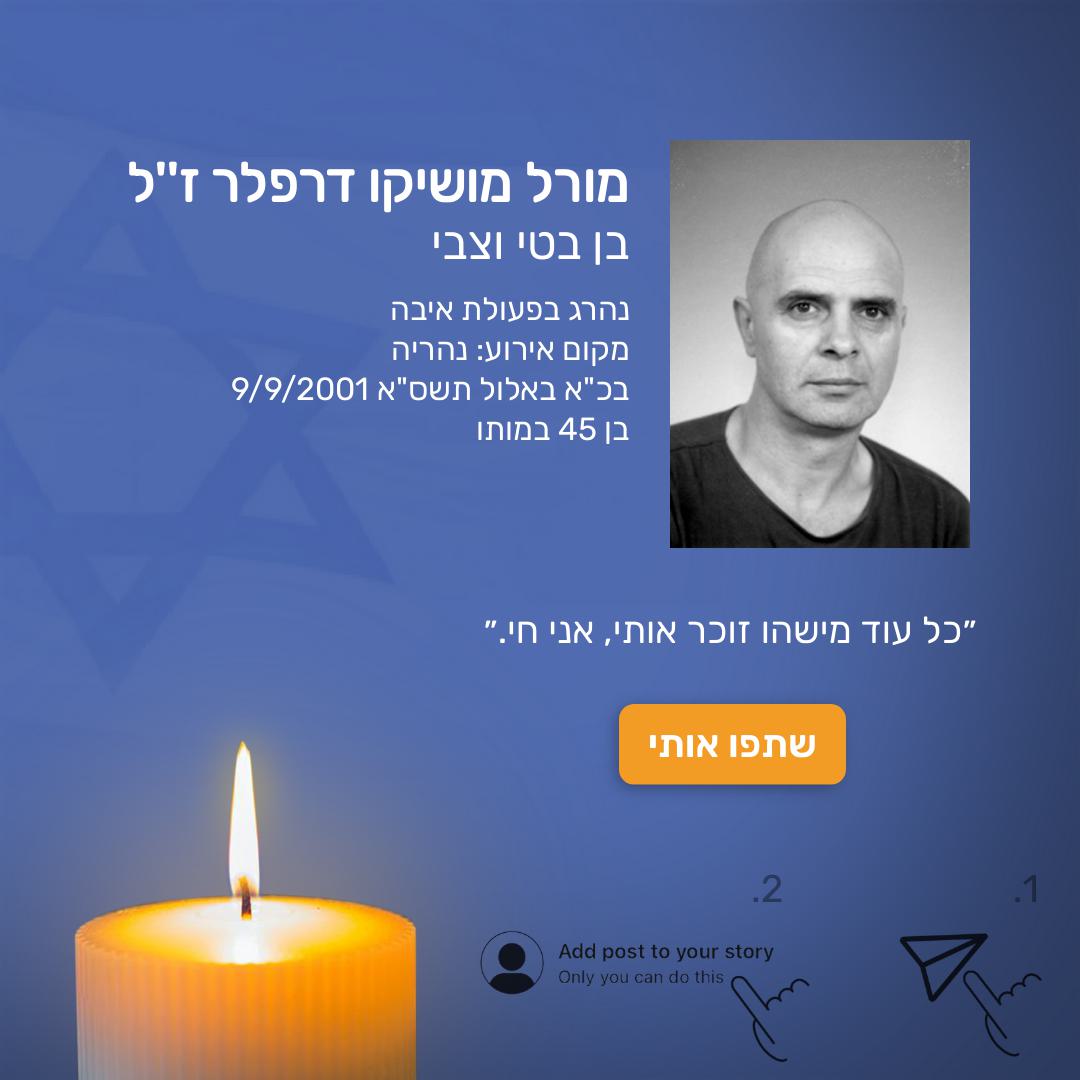 מורל מושיקו דרפלר ז"ל
בן בטי וצבי
נהרג בפעולת איבה
מקום אירוע: נהריה
בכ"א באלול תשס"א 9/9/2001
בן 45 במותו
״כל עוד מישהו זוכר אותי, אני חי.״
שתפו אותי
.1
.2
Add post to your story
Only you can do this